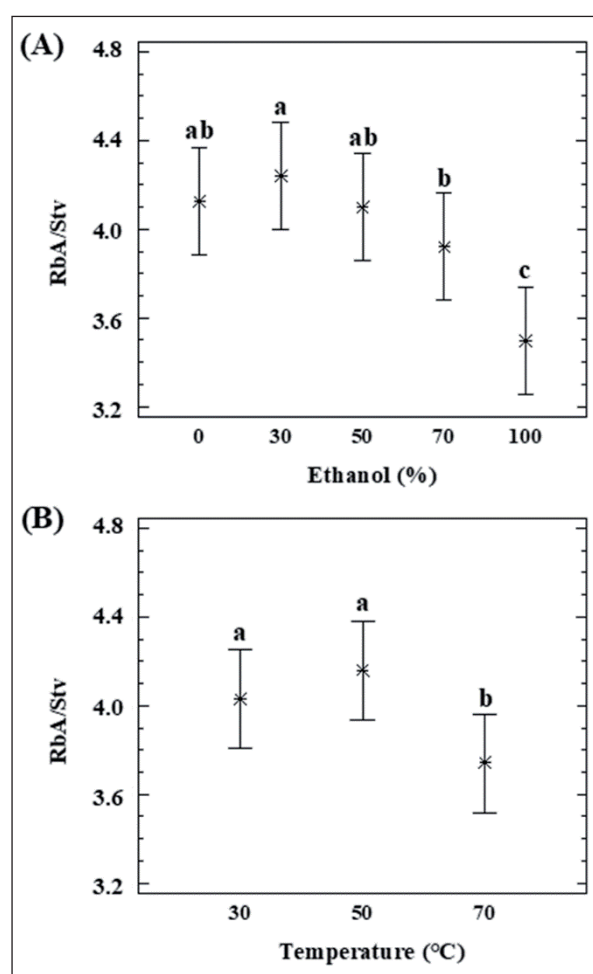 (A)
4.8
4.4
4.0
3.6
3.2
RbA/Stv
ab
a
ab
b
c
0 30 50 70 100
Ethanol (%)
(B)
4.8
4.4
4.0
3.6
3.2
RbA/Stv
a
a
b
30 50 70
Temperature (°C)